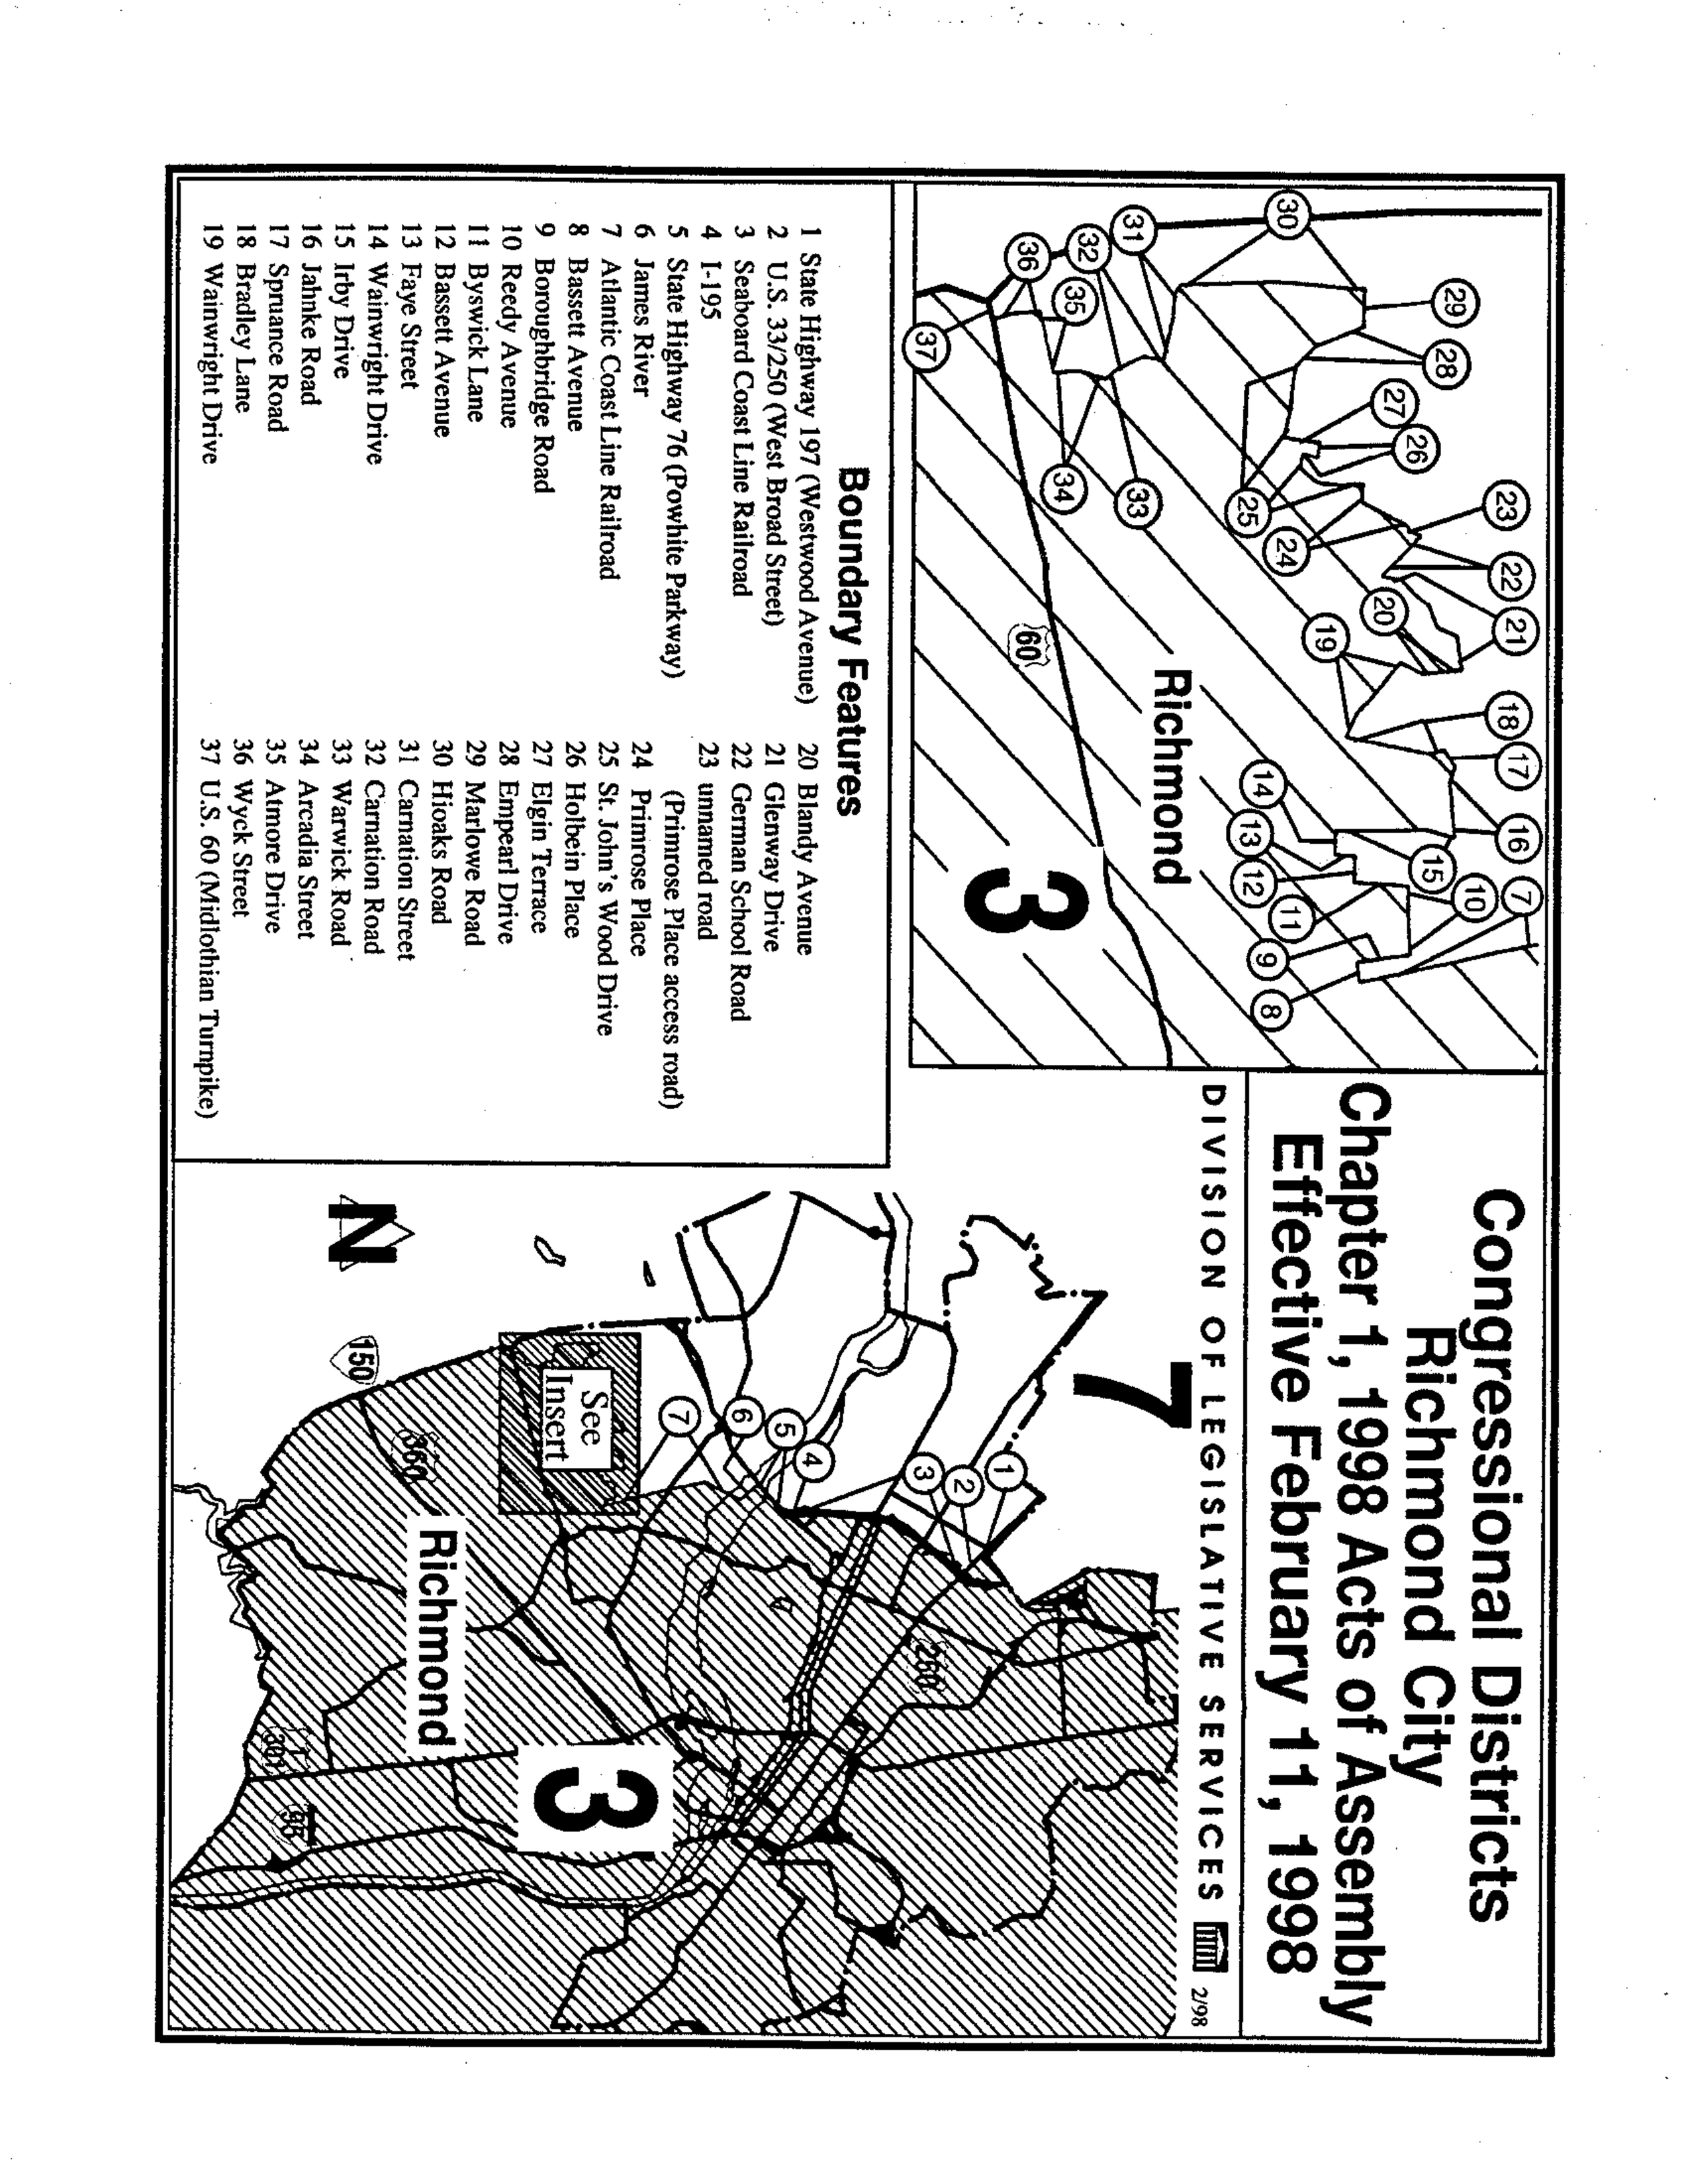 Congressional Districts
Richmond City
Chapter 1, 1998 Acts of Assembly
Effective February 11, 1998
DIVISION OF LEGISLATIVE SERVICES 2/98
30
29
28
27
26
23
22
21
18
17
16
7
31
32
36
35
37
34
33
25
24
20
19
14
13
12
11
15
10
9
8
60
Richmond
3
Boundary Features
1 State Highway 197 (Westwood Avenue)
2 U.S. 33/250 (West Broad Street)
3 Seaboard Coast Line Railroad
4 I-195
5 State Highway 76 (Powhite Parkway)
6 James River
7 Atlantic Coast Line Railroad
8 Bassett Avenue
9 Boroughbridge Road
10 Reedy Avenue
11 Byswick Lane
12 Bassett Avenue
13 Faye Street
14 Wainwright Drive
15 Irby Drive
16 Jahnke Road
17 Spruance Road
18 Bradley Lane
19 Wainwright Drive
20 Blandy Avenue
21 Glenway Drive
22 German School Road
23 unnamed road
(Primrose Place access road)
24 Primrose Place
25 St. John's Wood Drive
26 Holbein Place
27 Elgin Terrace
28 Empearl Drive
29 Marlowe Road
30 Hioaks Road
31 Carnation Street
32 Carnation Road
33 Warwick Road
34 Arcadia Street
35 Atmore Drive
36 Wyck Street
37 U.S. 60 (Midlothian Turnpike)
7
1
2
3
4
5
6
7
See
Insert
150
360
Richmond
3
95
N